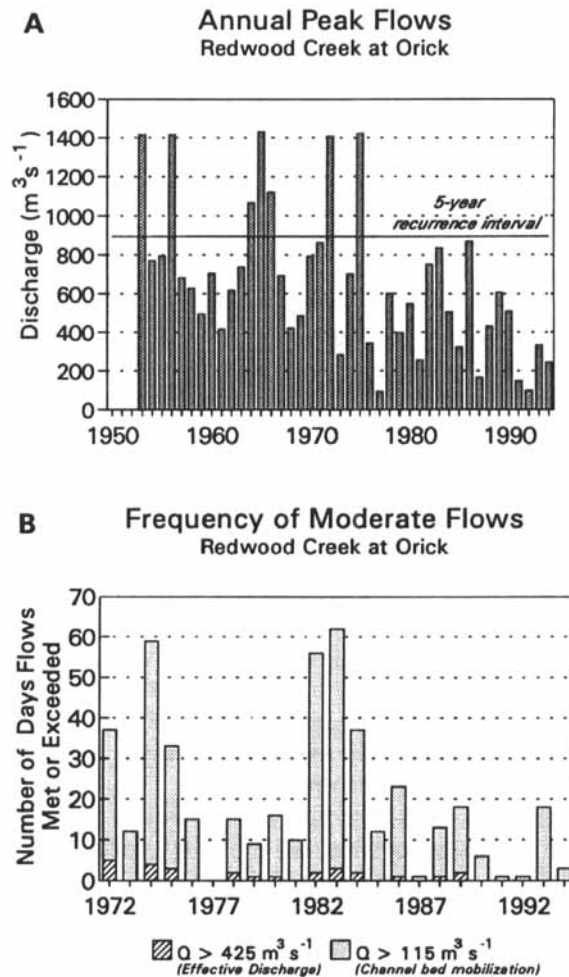 A
Annual Peak Flows
Redwood Creek at Orick
Discharge (m³s⁻¹)
1600
1400
1200
1000
800
600
400
200
0
5-year
recurrence interval
1950 1960 1970 1980 1990
B
Frequency of Moderate Flows
Redwood Creek at Orick
Number of Days Flows
Met or Exceeded
70
60
50
40
30
20
10
0
1972 1977 1982 1987 1992
Q > 425 m³ s⁻¹ Q > 115 m³ s⁻¹
(Effective Discharge) (Channel bed mobilization)